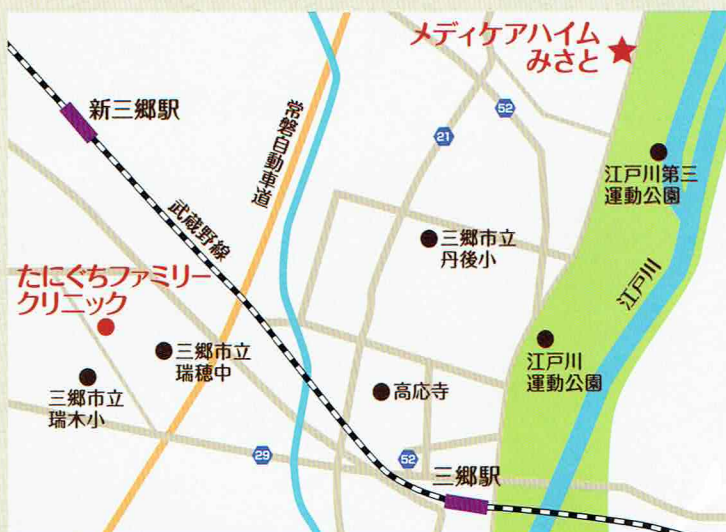 メディケアハイム
みさと
新三郷駅
常磐自動車道
52
21
江戸川第三
運動公園
武蔵野線
三郷市立
丹後小
江戸川
たにぐちファミリー
クリニック
三郷市立
瑞穂中
江戸川
運動公園
三郷市立
瑞木小
高応寺
29
52
三郷駅